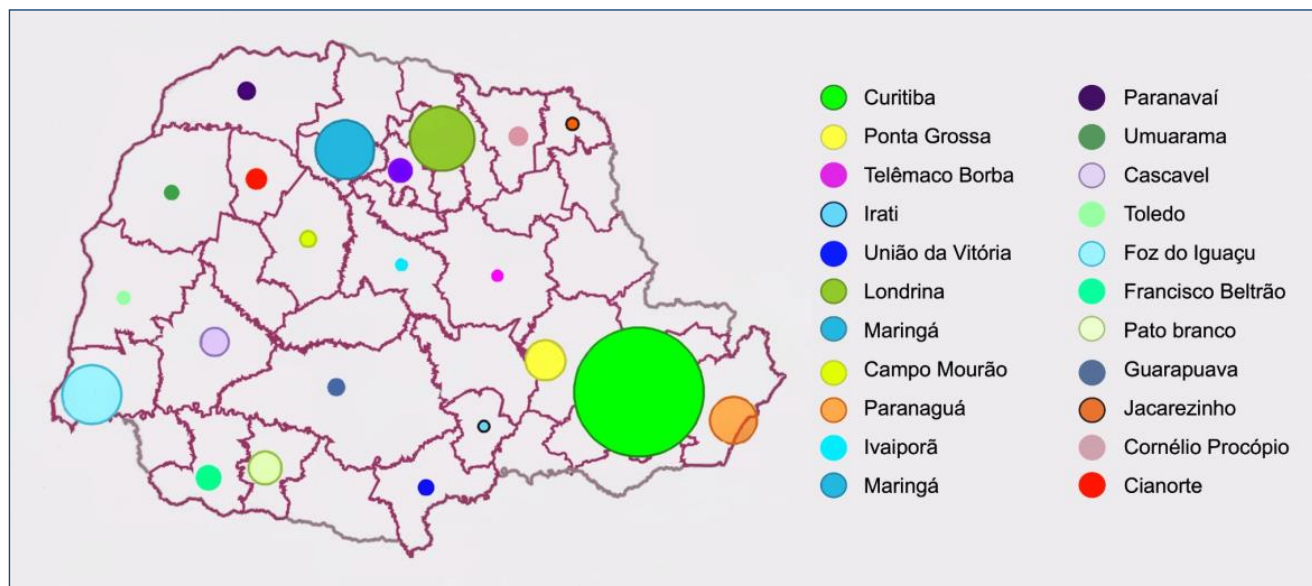 Curitiba
Ponta Grossa
Telêmaco Borba
Irati
União da Vitória
Londrina
Maringá
Campo Mourão
Paranaguá
Ivaiporã
Maringá
Paranavaí
Umuarama
Cascavel
Toledo
Foz do Iguaçu
Francisco Beltrão
Pato branco
Guarapuava
Jacarezinho
Cornélio Procópio
Cianorte